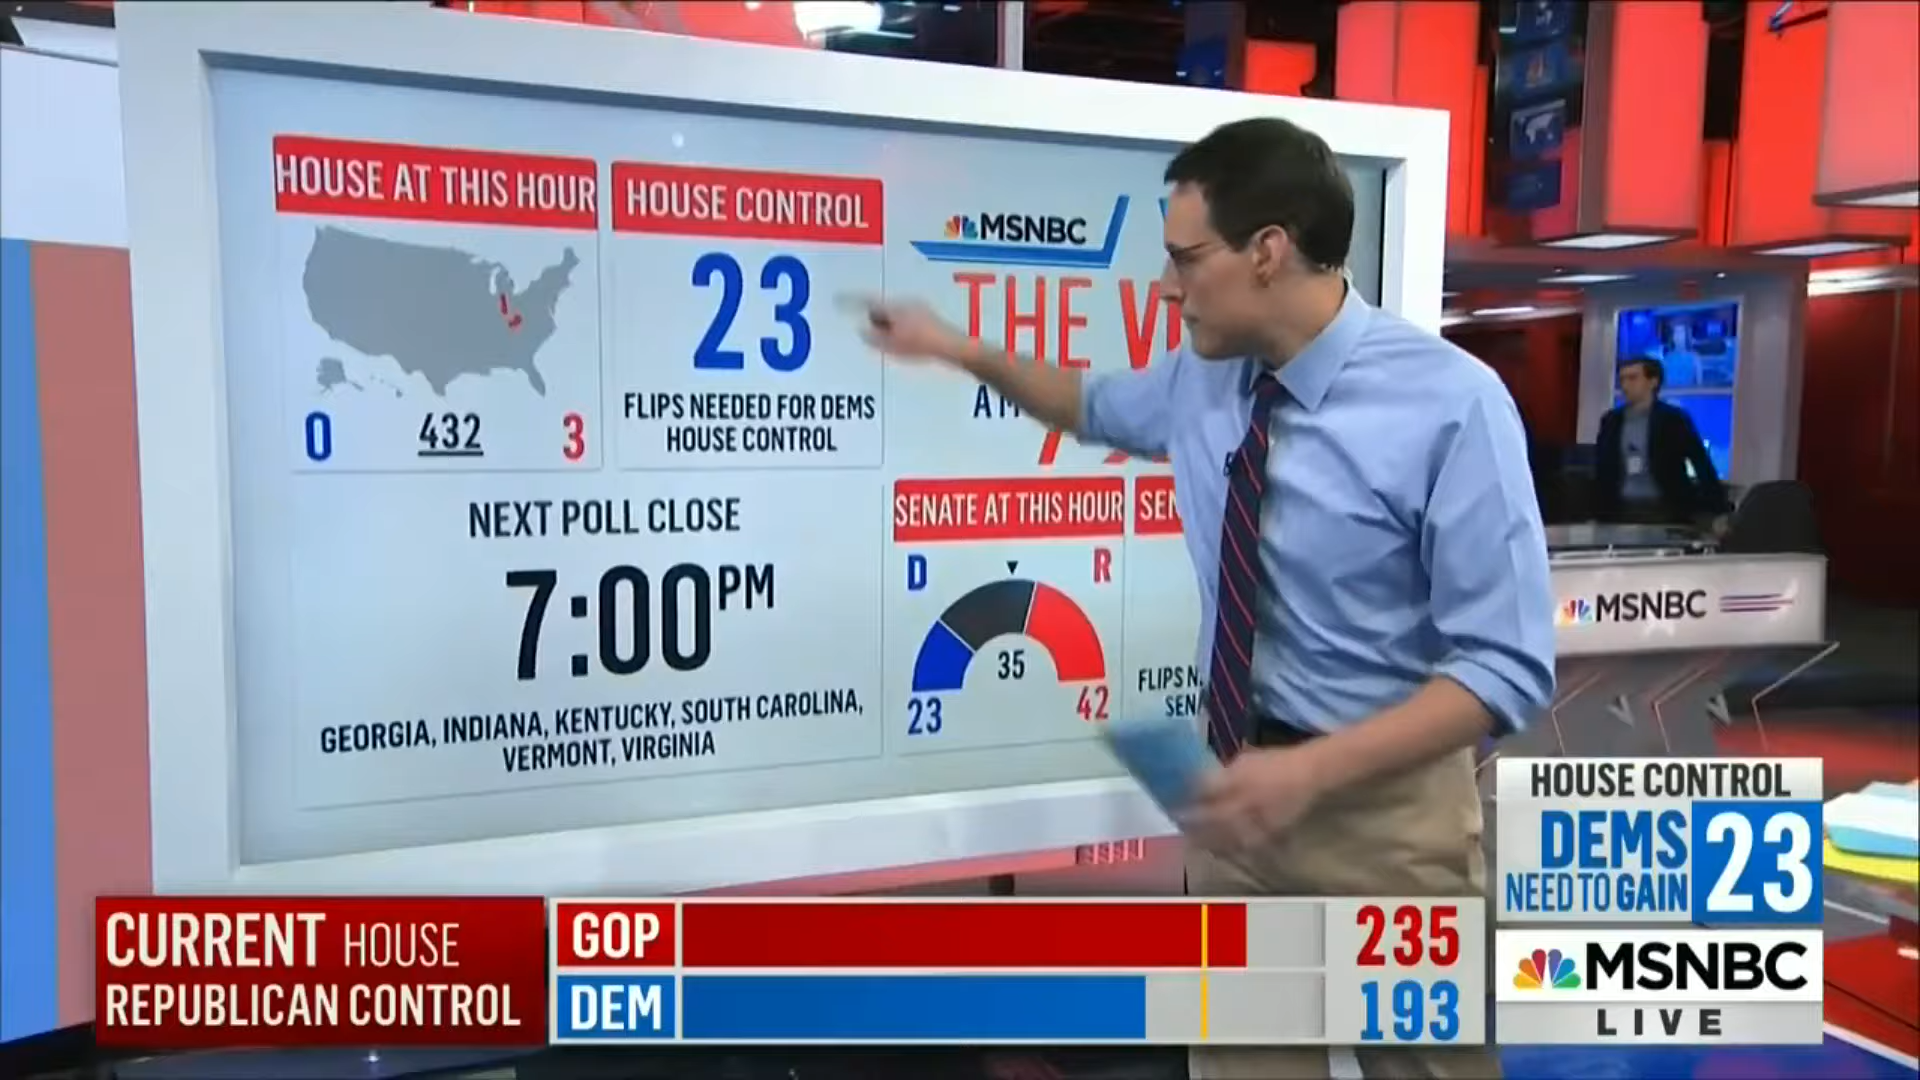 HOUSE AT THIS HOUR
0 432 3
HOUSE CONTROL
23
FLIPS NEEDED FOR DEMS
HOUSE CONTROL
MSNBC
THE
NEXT POLL CLOSE
7:00PM
GEORGIA, INDIANA, KENTUCKY, SOUTH CAROLINA,
VERMONT, VIRGINIA
SENATE AT THIS HOUR
D R
35
23 42
FLIPS
MSNBC
HOUSE CONTROL
DEMS
NEED TO GAIN
23
CURRENT HOUSE
REPUBLICAN CONTROL
GOP 235
DEM 193
MSNBC
LIVE